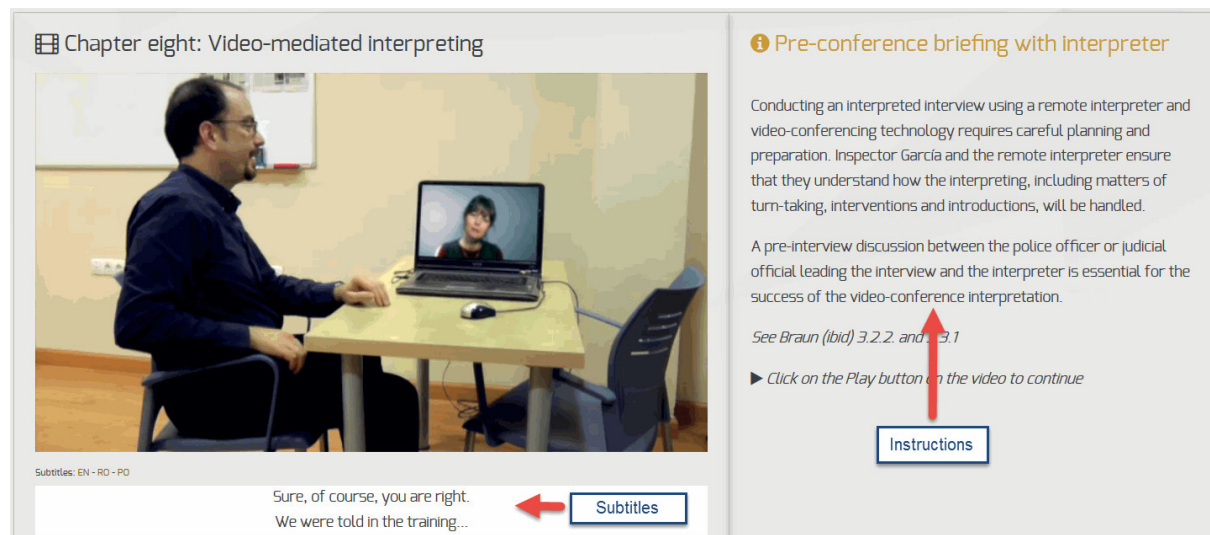 Chapter eight: Video-mediated interpreting
Subtitles: EN - RO - PO
Sure, of course, you are right.
We were told in the training...
Subtitles
Pre-conference briefing with interpreter
Conducting an interpreted interview using a remote interpreter and
video-conferencing technology requires careful planning and
preparation. Inspector García and the remote interpreter ensure
that they understand how the interpreting, including matters of
turn-taking, interventions and introductions, will be handled.
A pre-interview discussion between the police officer or judicial
official leading the interview and the interpreter is essential for the
success of the video-conference interpretation.
See Braun (ibid) 3.2.2. and 3.1
Click on the Play button on the video to continue
Instructions